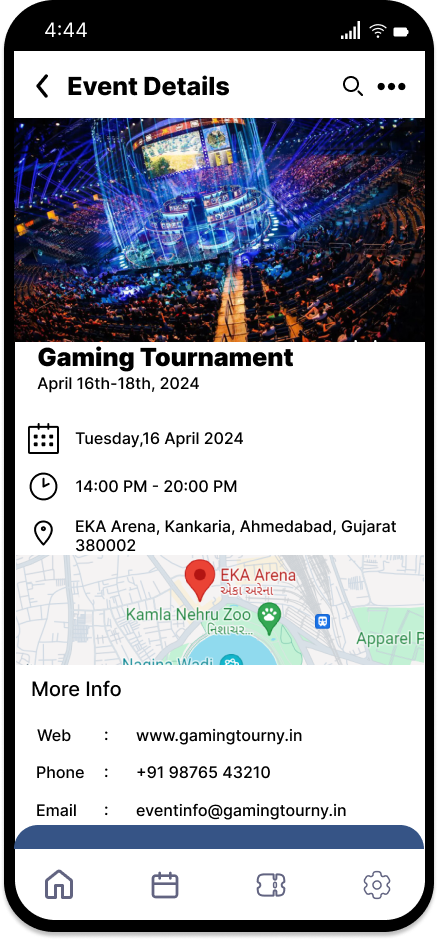 4:44
Event Details
Gaming Tournament
April 16th-18th, 2024
Tuesday,16 April 2024
14:00 PM - 20:00 PM
EKA Arena, Kankaria, Ahmedabad, Gujarat
380002
EKA Arena
એકા અરેના
Kamla Nehru Zoo
નિશાચર...
Apparel P
Nagina Wadi
More Info
Web : www.gamingtourny.in
Phone : +91 98765 43210
Email : eventinfo@gamingtourny.in